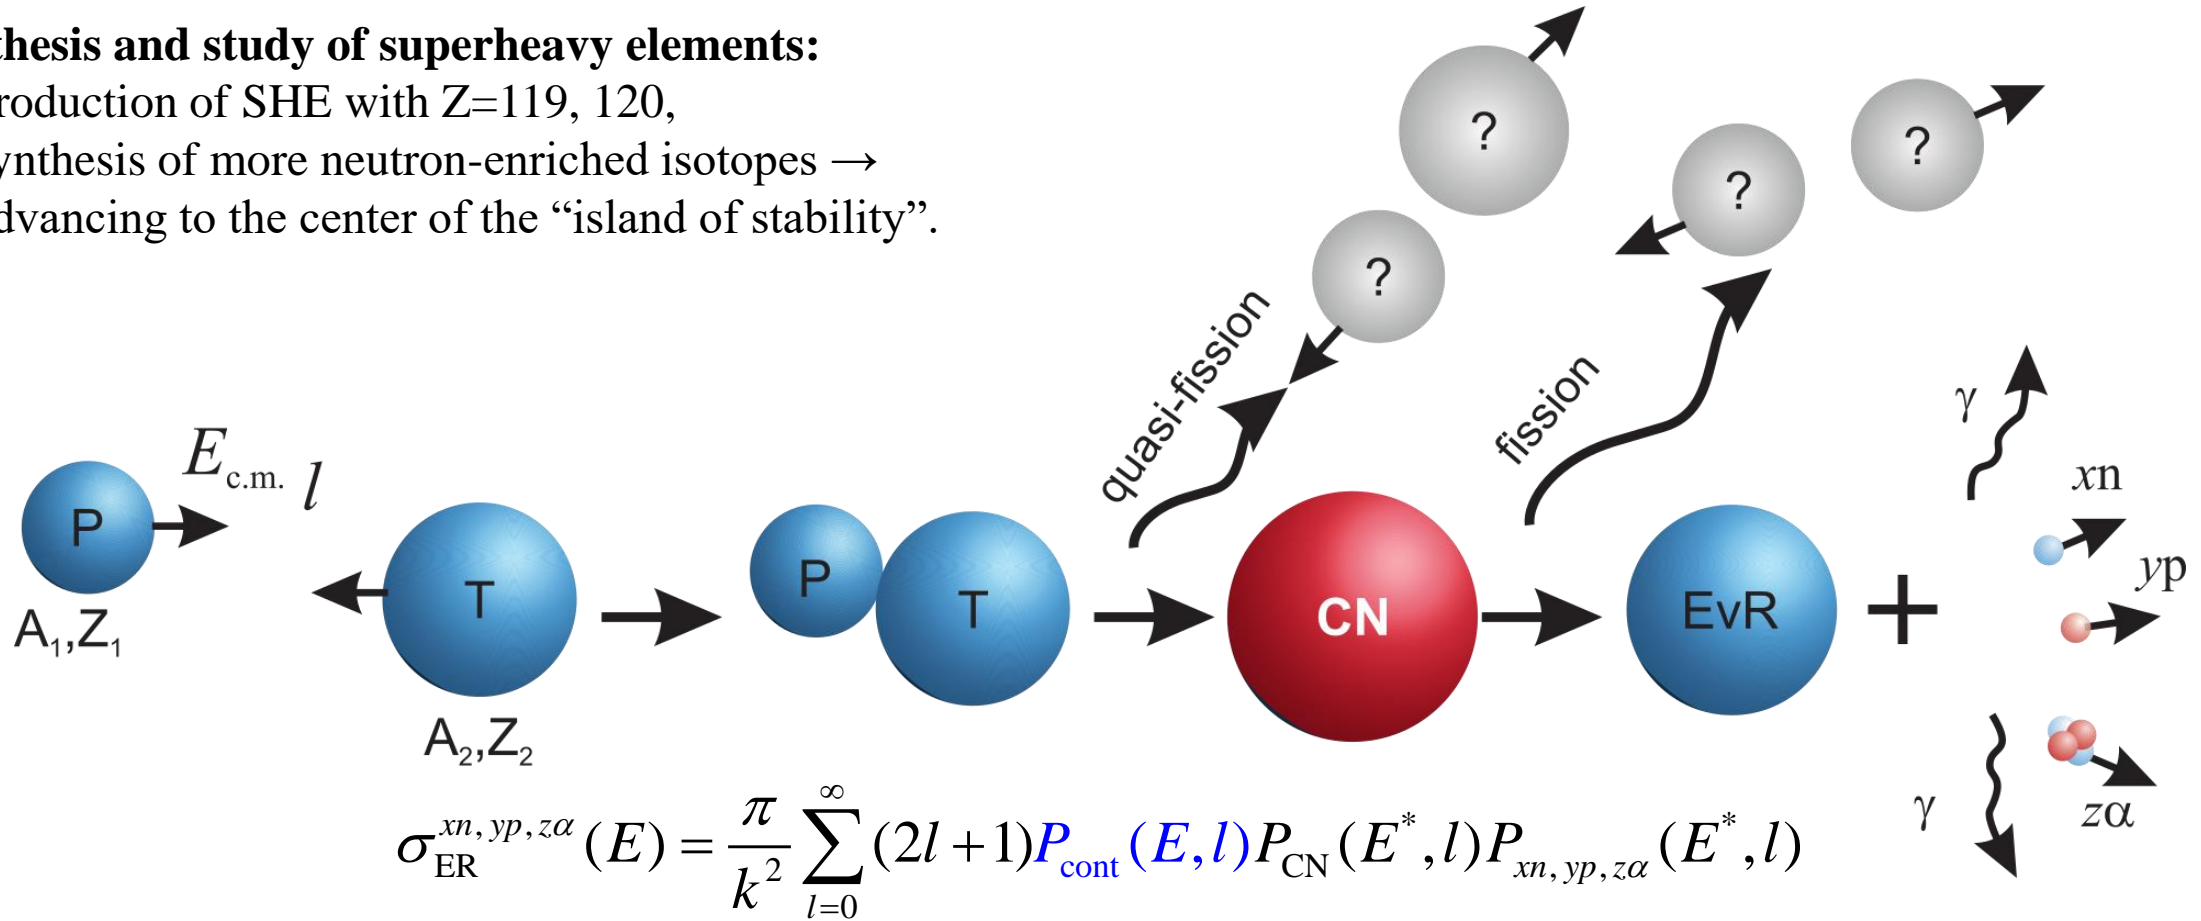 thesis and study of superheavy elements:
roduction of SHE with Z=119, 120,
ynthesis of more neutron-enriched isotopes →
dvancing to the center of the “island of stability”.
?
?
?
?
quasi-fission
fission
γ
E c.m. l
xn
P
yp
T
P
T
CN
EvR
+
A₁,Z₁
A₂,Z₂
γ
zα
σ_ER^{xn, yp, zα} (E) = π/k² ∑_{l=0}^{∞} (2l +1)P_cont (E,l)P_CN (E*,l)P_{xn, yp, zα} (E*,l)